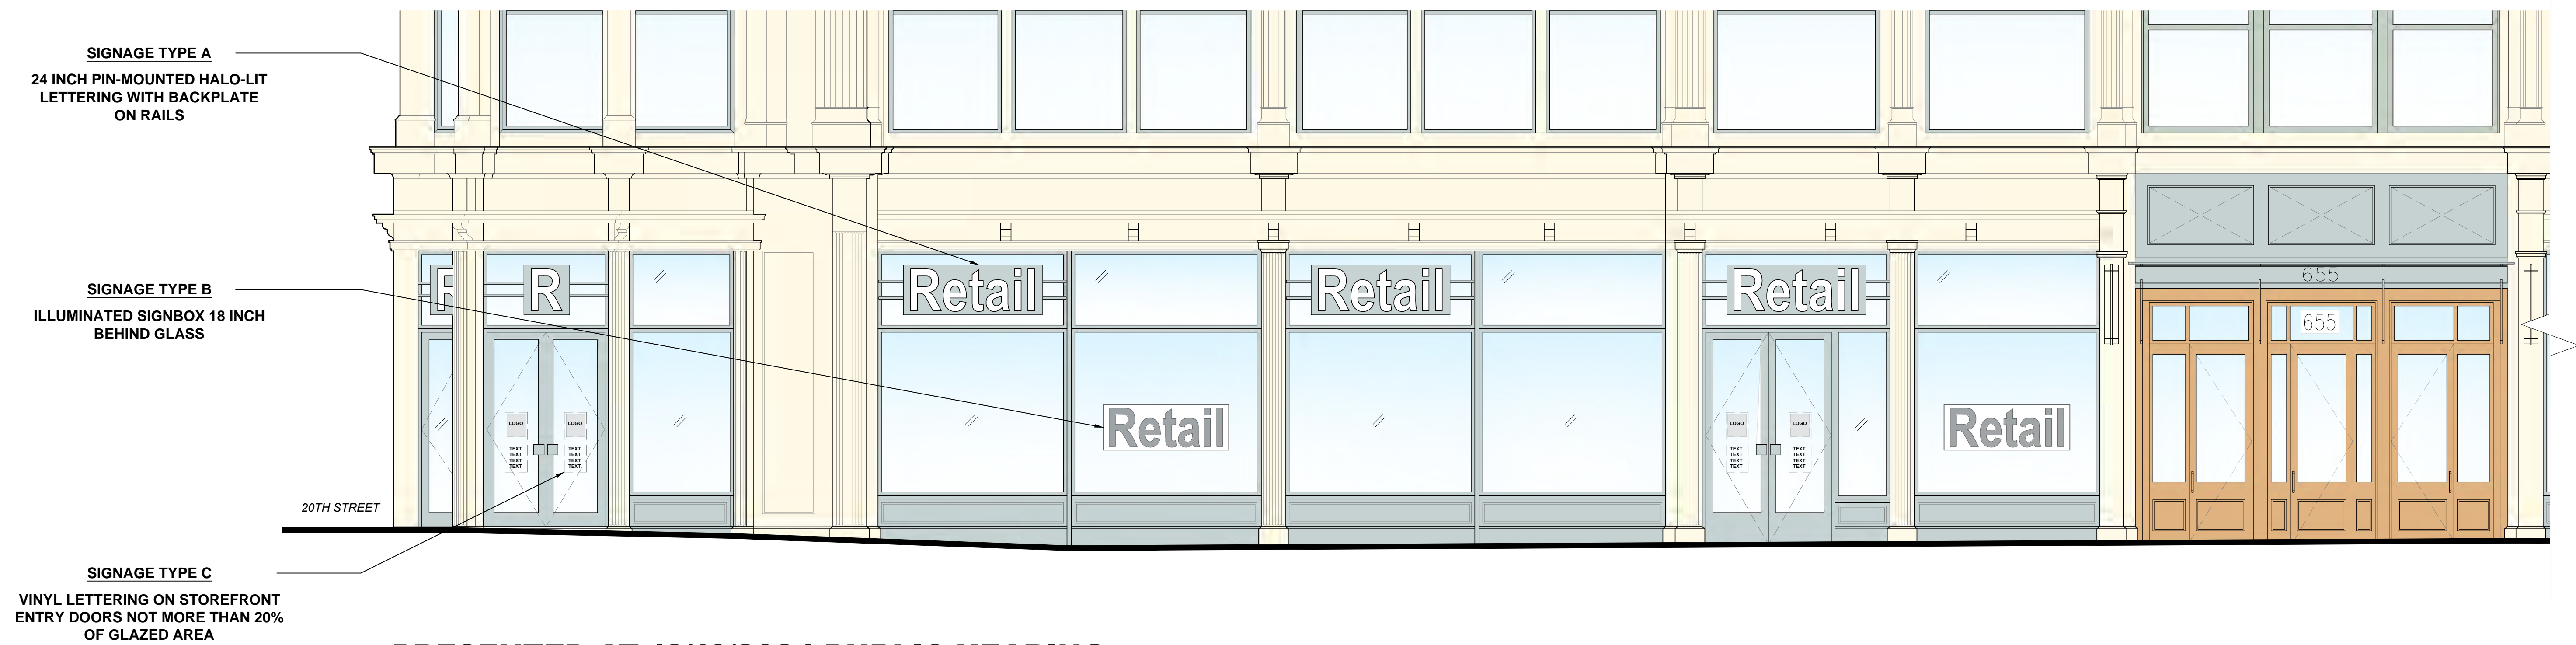 SIGNAGE TYPE A
24 INCH PIN-MOUNTED HALO-LIT
LETTERING WITH BACKPLATE
ON RAILS
SIGNAGE TYPE B
ILLUMINATED SIGNBOX 18 INCH
BEHIND GLASS
20TH STREET
SIGNAGE TYPE C
VINYL LETTERING ON STOREFRONT
ENTRY DOORS NOT MORE THAN 20%
OF GLAZED AREA
R
R
Retail
Retail
Retail
655
655
Retail
Retail
LOGO
TEXT
TEXT
TEXT
TEXT
LOGO
TEXT
TEXT
TEXT
TEXT
LOGO
TEXT
TEXT
TEXT
TEXT
LOGO
TEXT
TEXT
TEXT
TEXT
PUBLIC HEARING